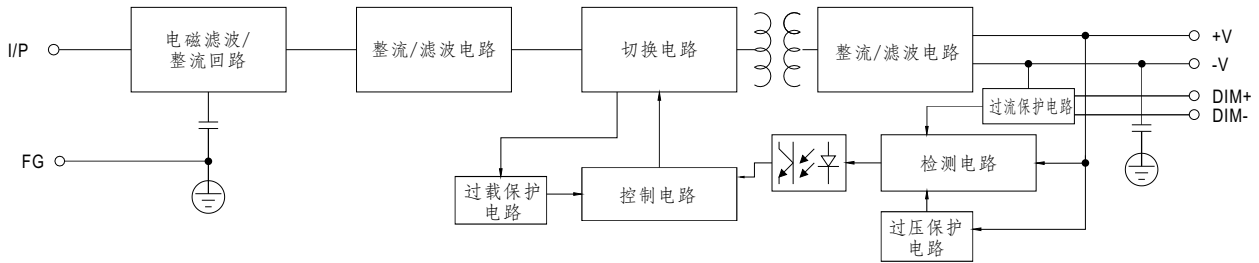 I/P
电磁滤波/
整流回路
整流/滤波电路
切换电路
整流/滤波电路
+V
-V
过流保护电路
DIM+
DIM-
FG
检测电路
过载保护
电路
控制电路
过压保护
电路